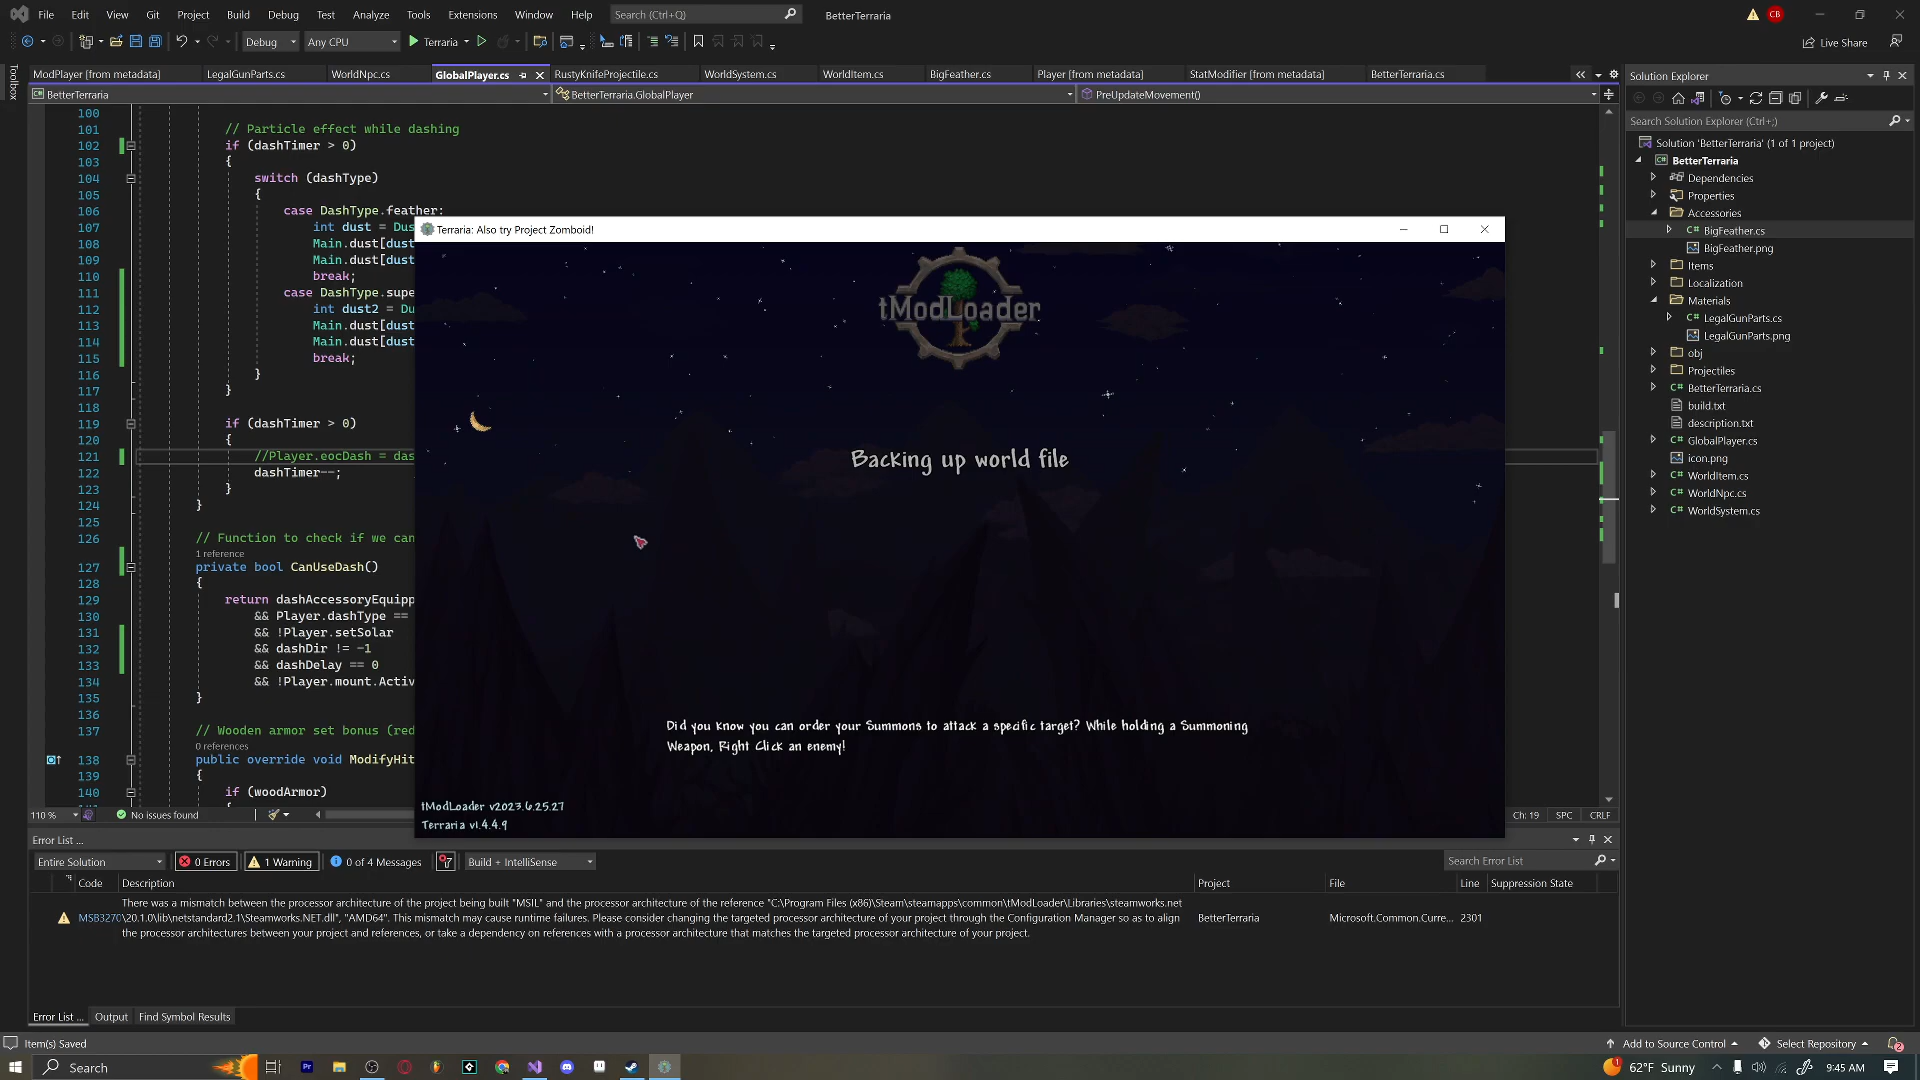 File Edit View Git Project Build Debug Test Analyze Tools Extensions Window Help Search (Ctrl+Q) BetterTerraria CB
Debug Any CPU Terraria Live Share
Toolbox
ModPlayer [from metadata] LegalGunParts.cs WorldNpc.cs GlobalPlayer.cs RustyKnifeProjectile.cs WorldSystem.cs WorldItem.cs BigFeather.cs Player [from metadata] StatModifier [from metadata] BetterTerraria.cs
BetterTerraria BetterTerraria.GlobalPlayer PreUpdateMovement()
100
101 // Particle effect while dashing
102 if (dashTimer > 0)
103 {
104 switch (dashType)
105 {
106 case DashType.feather:
107 int dust = Dus
108 Main.dust[dust
109 Main.dust[dust
110 break;
111 case DashType.supe
112 int dust2 = Du
113 Main.dust[dust
114 Main.dust[dust
115 break;
116 }
117 }
118
119 if (dashTimer > 0)
120 {
121 //Player.eocDash = das
122 dashTimer--;
123 }
124 }
125
126 // Function to check if we can
1 reference
127 private bool CanUseDash()
128 {
129 return dashAccessoryEquipp
130 && Player.dashType ==
131 && !Player.setSolar
132 && dashDir != -1
133 && dashDelay == 0
134 && !Player.mount.Activ
135 }
136
137 // Wooden armor set bonus (red
0 references
138 public override void ModifyHit
139 {
140 if (woodArmor)
110 % No issues found Ch: 19 SPC CRLF
Terraria: Also try Project Zomboid!
tModLoader
Backing up world file
Did you know you can order your Summons to attack a specific target? While holding a Summoning
Weapon, Right Click an enemy!
tModLoader v2023.6.25.27
Terraria v1.4.4.9
Solution Explorer
Search Solution Explorer (Ctrl+;)
Solution 'BetterTerraria' (1 of 1 project)
BetterTerraria
Dependencies
Properties
Accessories
BigFeather.cs
BigFeather.png
Items
Localization
Materials
LegalGunParts.cs
LegalGunParts.png
obj
Projectiles
BetterTerraria.cs
build.txt
description.txt
GlobalPlayer.cs
icon.png
WorldItem.cs
WorldNpc.cs
WorldSystem.cs
Error List ...
Entire Solution 0 Errors 1 Warning 0 of 4 Messages Build + IntelliSense Search Error List
Code Description Project File Line Suppression State
There was a mismatch between the processor architecture of the project being built "MSIL" and the processor architecture of the reference "C:\Program Files (x86)\Steam\steamapps\common\tModLoader\Libraries\steamworks.net
MSB3270 \20.1.0\lib\netstandard2.1\Steamworks.NET.dll", "AMD64". This mismatch may cause runtime failures. Please consider changing the targeted processor architecture of your project through the Configuration Manager so as to align BetterTerraria Microsoft.Common.Curre... 2301
the processor architectures between your project and references, or take a dependency on references with a processor architecture that matches the targeted processor architecture of your project.
Error List ... Output Find Symbol Results
Item(s) Saved Add to Source Control Select Repository 2
Search Pr 1 62°F Sunny 9:45 AM